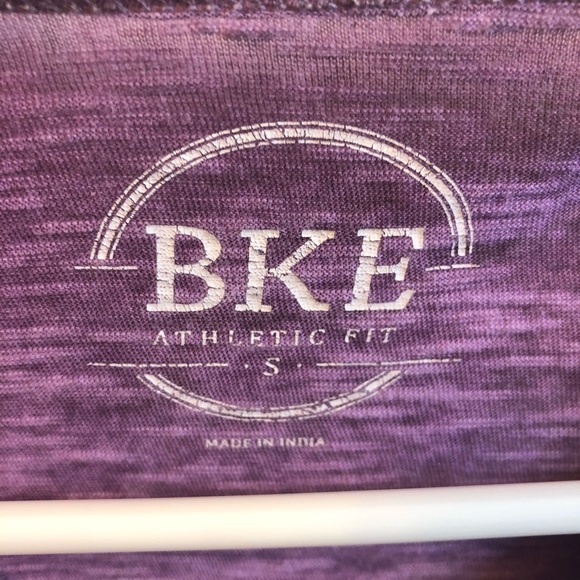 BKE
ATHLETIC FIT
· S ·
MADE IN INDIA